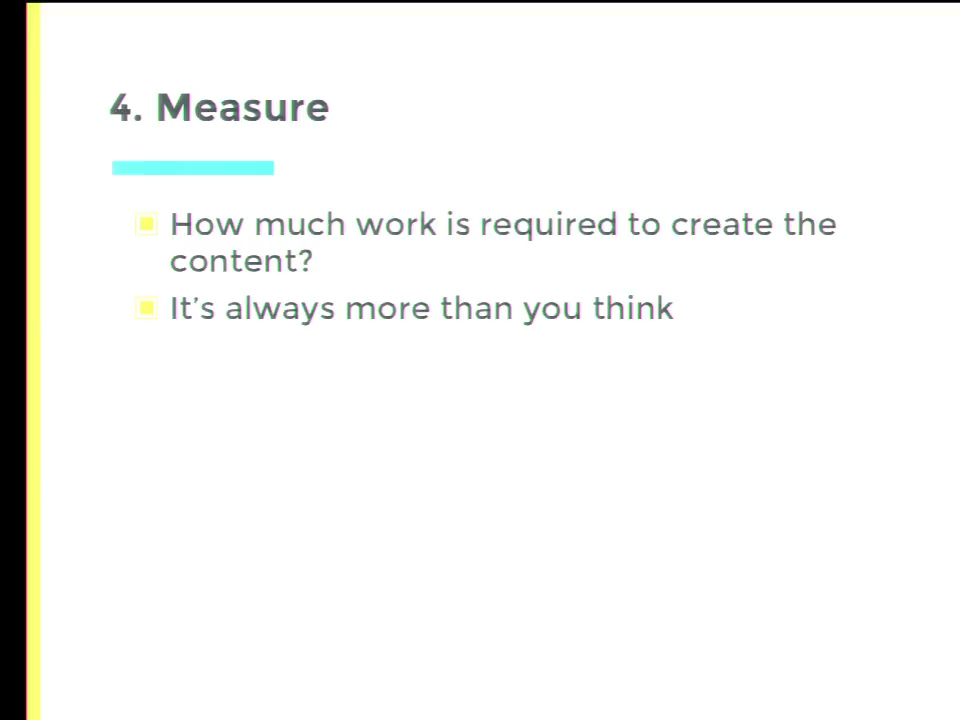 4. Measure
How much work is required to create the
content?
It's always more than you think